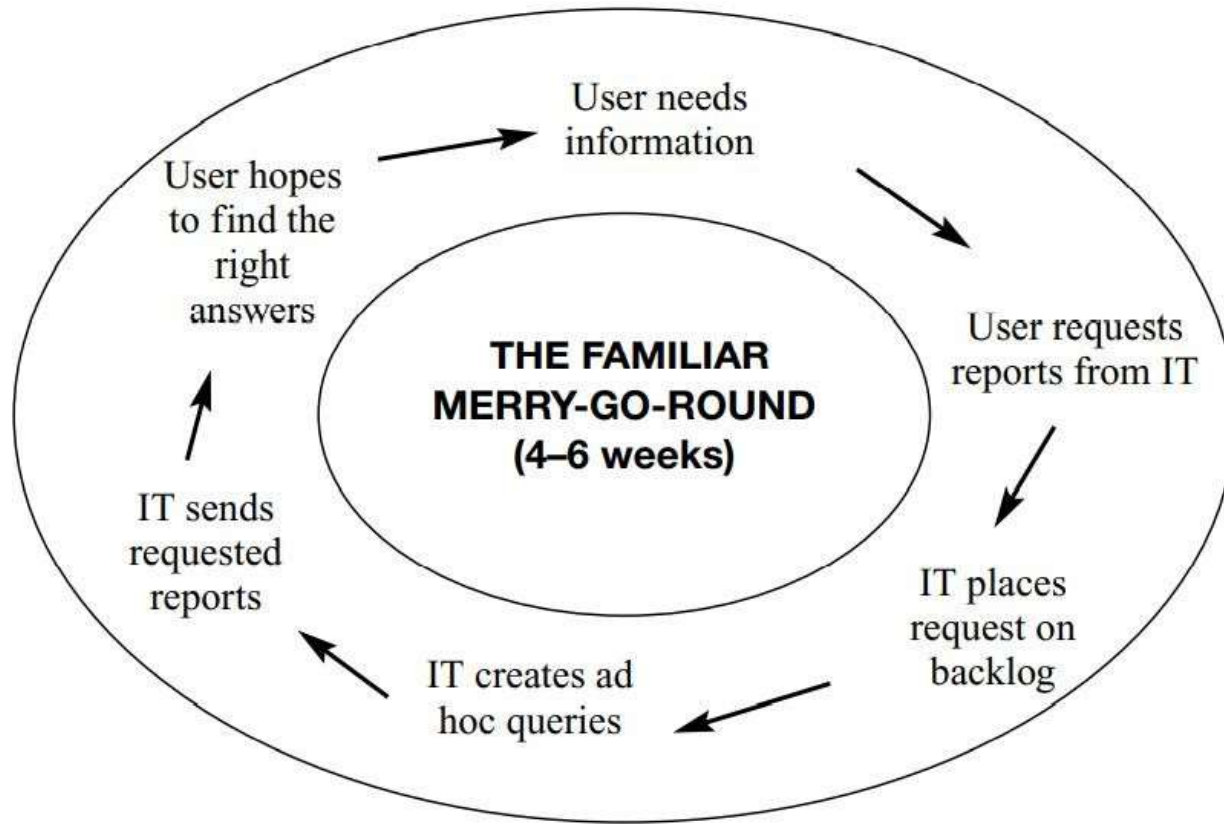 User needs
information
User requests
reports from IT
IT places
request on
backlog
IT creates ad
hoc queries
IT sends
requested
reports
User hopes
to find the
right
answers
THE FAMILIAR
MERRY-GO-ROUND
(4–6 weeks)